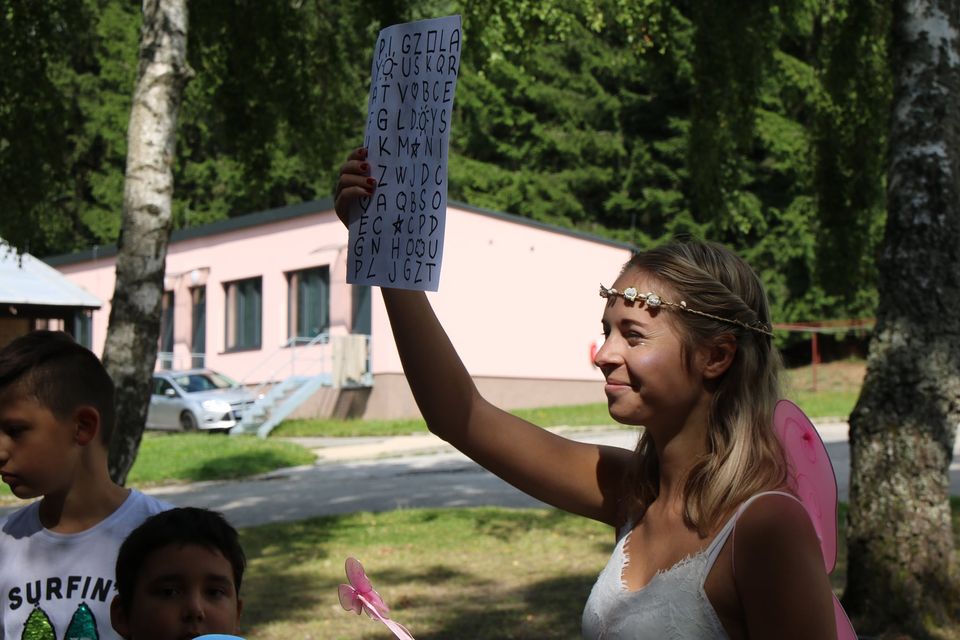 P I G Z □ L A
Y ☼ U S K Q R
A T V ♡ B C E
F G L D ☼ Y S
K M ★ N I
Z W J D C
♡ A Q B S O
E C ★ C P D
G N H O ☼ U
P Z J G Z T
SURFIN'